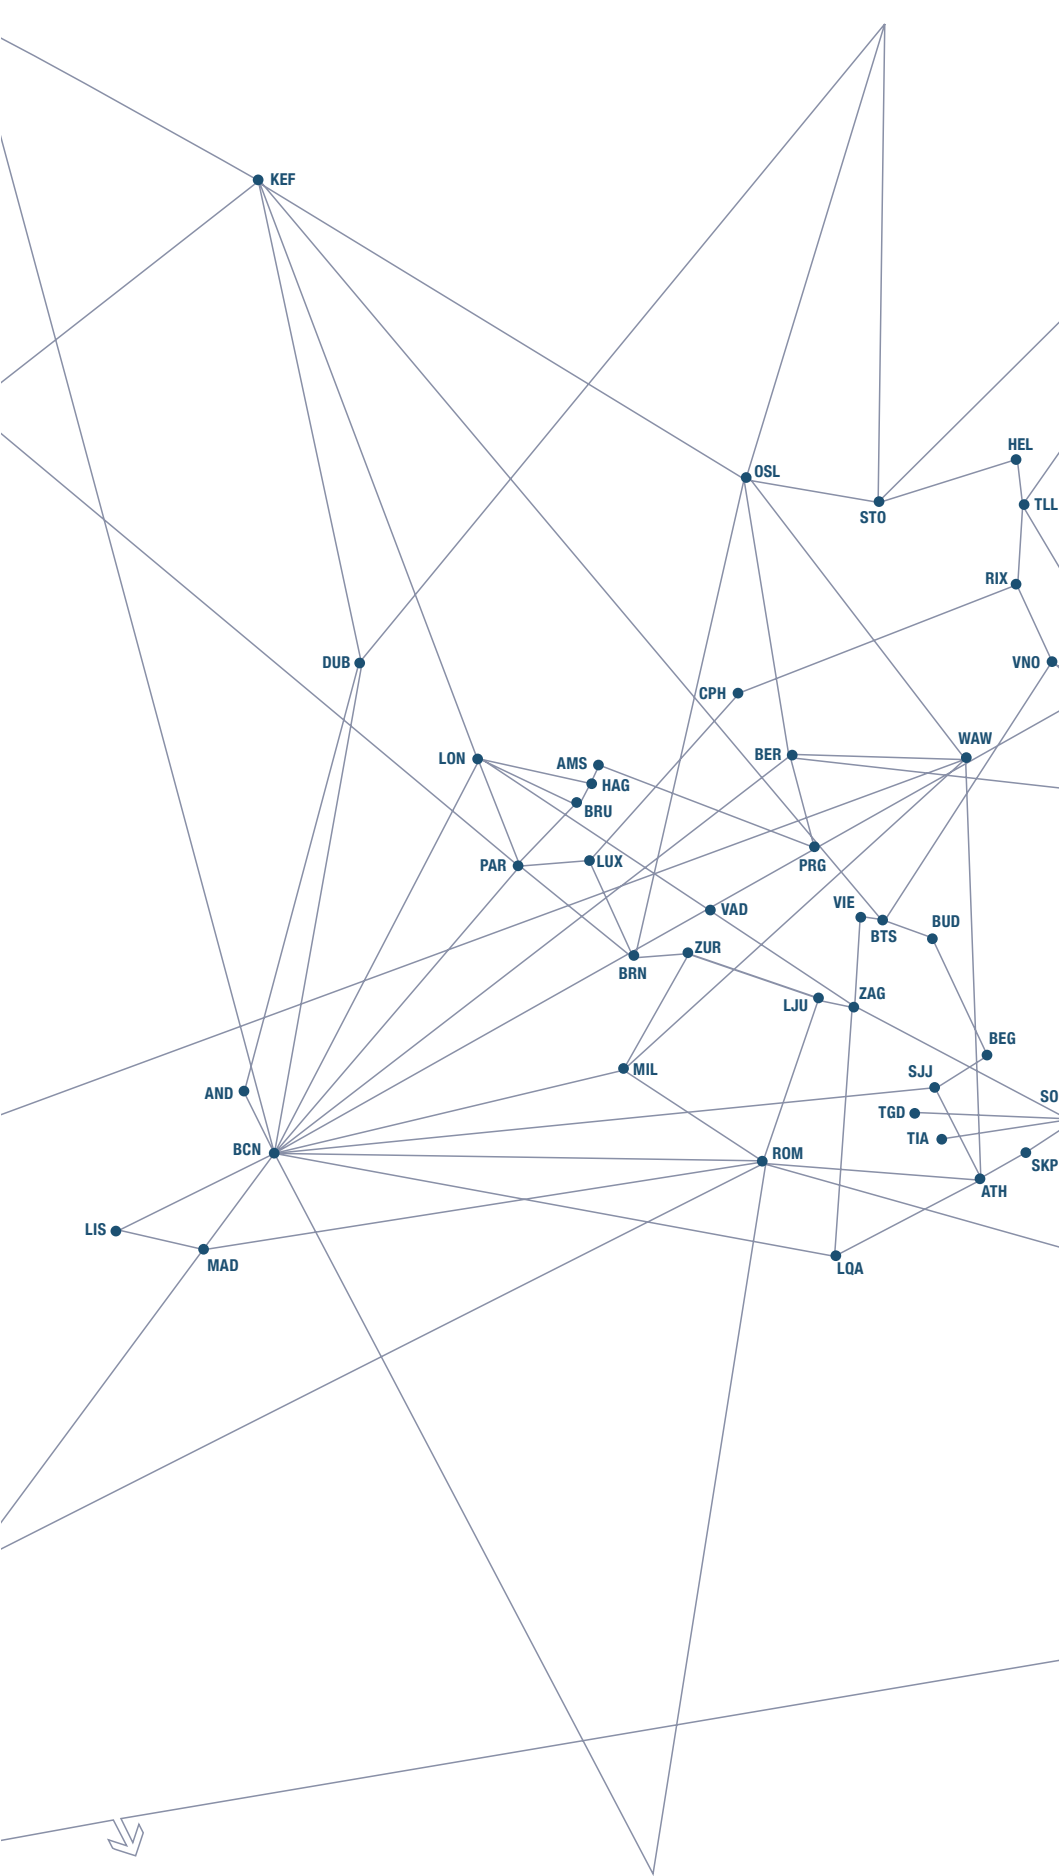 KEF
HEL
OSL
TLL
STO
RIX
DUB
VNO
CPH
WAW
LON
BER
AMS
HAG
BRU
PAR
LUX
PRG
VIE
VAD
BUD
BTS
ZUR
BRN
ZAG
LJU
BEG
MIL
SJJ
AND
SO
TGD
TIA
BCN
ROM
SKP
ATH
LIS
MAD
LQA